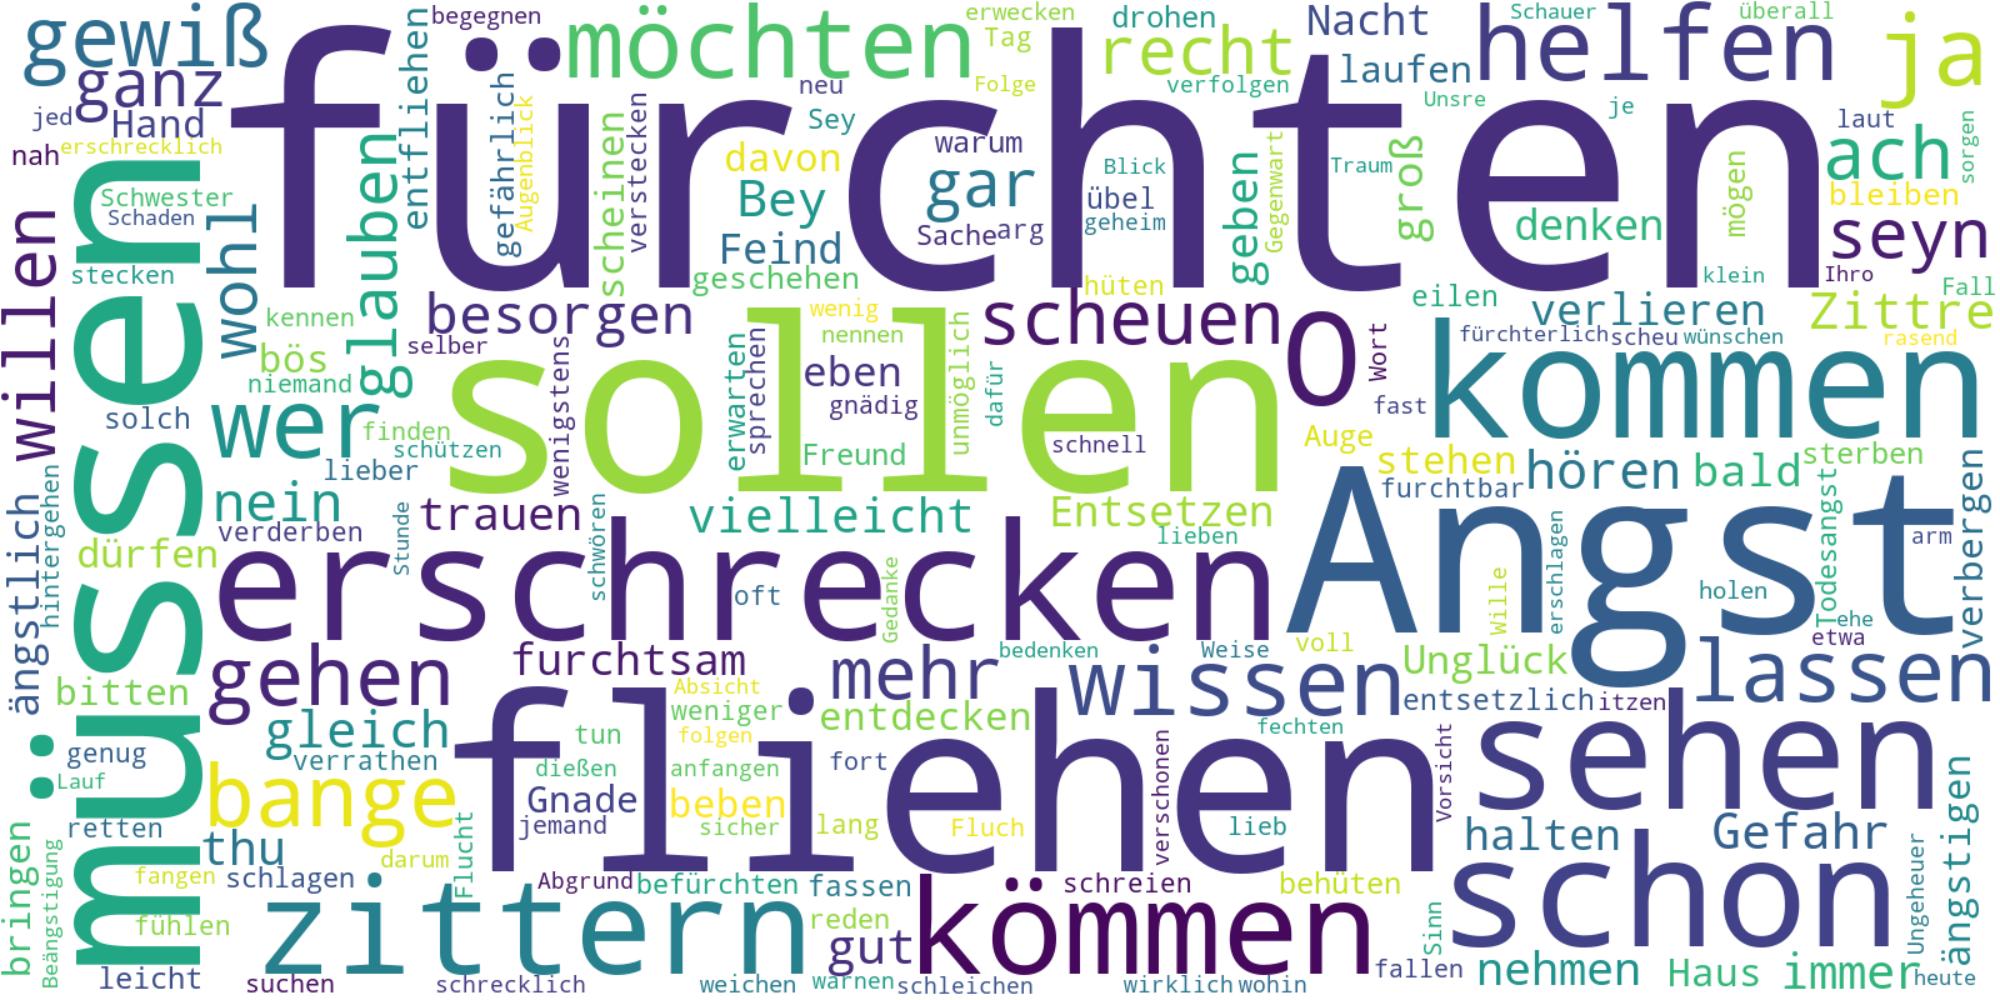 fürchten
sollen
müssen
Angst
fliehen
erschrecken
kommen
kömmen
sehen
schon
zittern
möchten
helfen
ja
gewiß
ganz
recht
Nacht
laufen
drohen
erwecken
Tag
begegnen
Schauer
überall
verfolgen
Folge
neu
Unsre
je
laut
jed
Hand
nah
erschrecklich
entfliehen
gefährlich
Augenblick
scheinen
verstecken
Sey
davon
Bey
Feind
warum
gar
Sache
arg
Blick
übel
geheim
geben
Gegenwart
Traum
groß
denken
mögen
ach
bleiben
sorgen
seyn
Ihro
klein
Fall
Zittre
rasend
Schwester
Schaden
stecken
wohl
glauben
willen
geschehen
besorgen
hüten
scheuen
O
eilen
verlieren
fürchterlich
scheu
wünschen
Wort
fast
kennen
bös
niemand
selber
solch
wer
finden
schützen
lieber
wenigstens
erwarten
sprechen
wenig
nennen
eben
gnädig
Freund
unmöglich
dafür
schnell
Auge
stehen
furchtbar
hören
bald
sterben
nein
verderben
Stunde
trauen
schwören
vielleicht
Entsetzen
lieben
dürfen
ängstlich
hintergehen
oft
Gedanke
Wille
erschlagen
holen
Todesangst
ehe
etwa
arm
verbergen
bitten
gehen
furchtsam
mehr
bedenken
wissen
Weise
voll
Unglück
entsetzlich
itzen
lassen
Absicht
weniger
folgen
entdecken
fechten
gleich
verrathen
genug
Lauf
tun
dießen
anfangen
fort
verschonen
Vorsicht
bange
Gnade
jemand
beben
sicher
lang
Fluch
lieb
halten
Gefahr
ängstigen
Ungeheuer
retten
thu
darum
Flucht
bringen
Beängstigung
fangen
schlagen
fühlen
Abgrund
befürchten
fassen
schreien
behüten
reden
gut
Sinn
leicht
suchen
schrecklich
weichen
warnen
schleichen
wirklich
wohin
fallen
nehmen
Haus
immer
heute